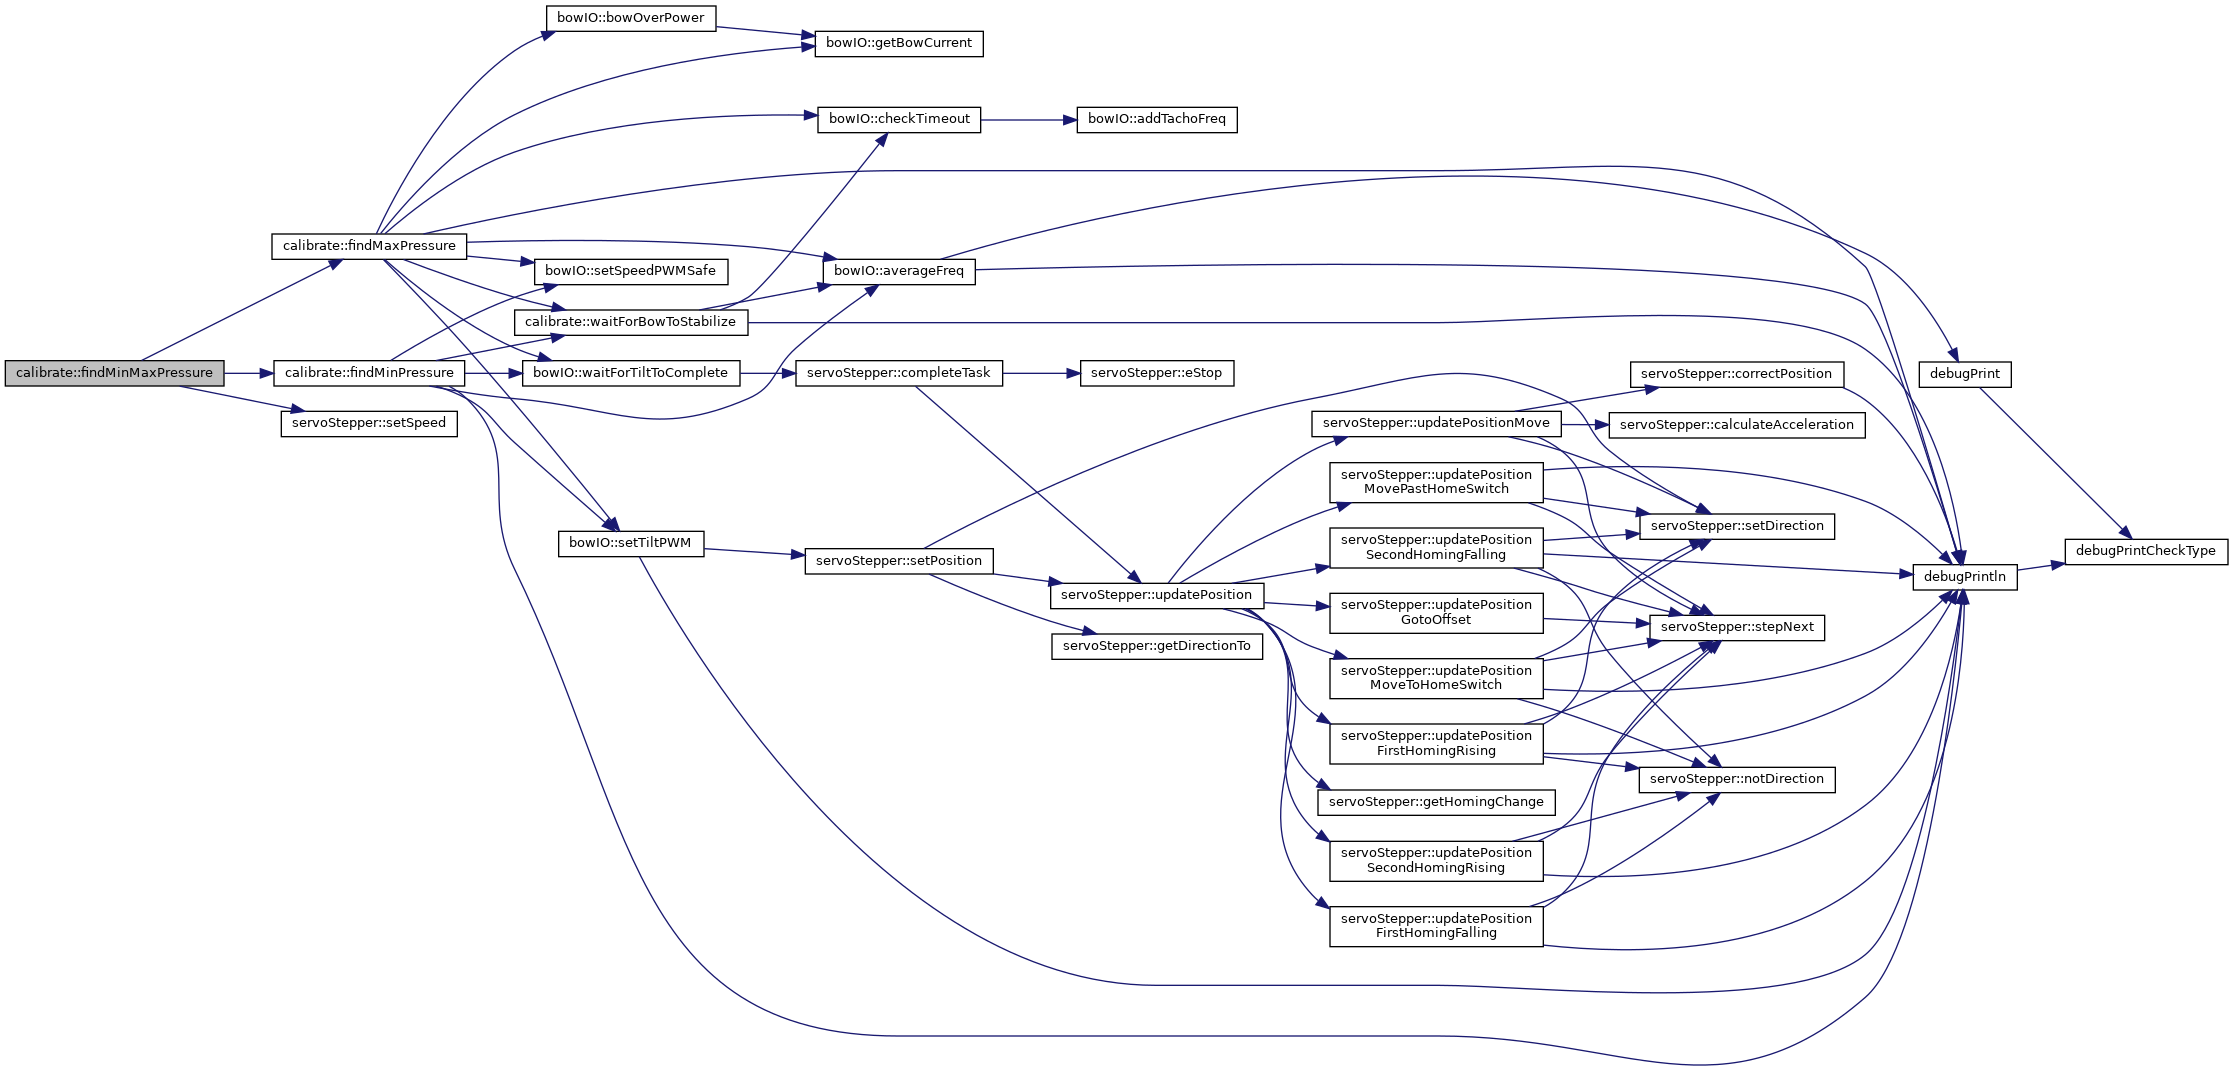 bowIO::bowOverPower
bowIO::getBowCurrent
bowIO::checkTimeout
bowIO::addTachoFreq
calibrate::findMaxPressure
bowIO::setSpeedPWMSafe
bowIO::averageFreq
calibrate::waitForBowToStabilize
calibrate::findMinMaxPressure
calibrate::findMinPressure
bowIO::waitForTiltToComplete
servoStepper::completeTask
servoStepper::eStop
servoStepper::correctPosition
debugPrint
servoStepper::setSpeed
servoStepper::updatePositionMove
servoStepper::calculateAcceleration
servoStepper::updatePosition
MovePastHomeSwitch
servoStepper::setDirection
bowIO::setTiltPWM
servoStepper::setPosition
servoStepper::updatePosition
SecondHomingFalling
debugPrintCheckType
debugPrintln
servoStepper::updatePosition
servoStepper::updatePosition
GotoOffset
servoStepper::stepNext
servoStepper::getDirectionTo
servoStepper::updatePosition
MoveToHomeSwitch
servoStepper::updatePosition
FirstHomingRising
servoStepper::notDirection
servoStepper::getHomingChange
servoStepper::updatePosition
SecondHomingRising
servoStepper::updatePosition
FirstHomingFalling